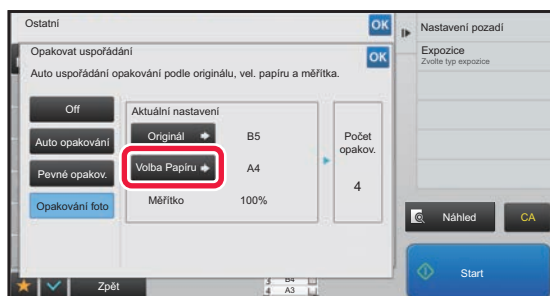 Ostatní
OK
Opakovat uspořádání
OK
Auto uspořádání opakování podle originálu, vel. papíru a měřítka.
Off
Auto opakování
Pevné opakov.
Opakování foto
Aktuální nastavení
Originál
B5
Volba Papíru
A4
Měřítko
100%
Počet
opakov.
4
Zpět
4 A3
Nastavení pozadí
Expozice
Zvolte typ expozice
Náhled
CA
Start